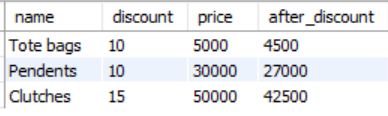 name discount price after_discount
Tote bags 10 5000 4500
Pendents 10 30000 27000
Clutches 15 50000 42500